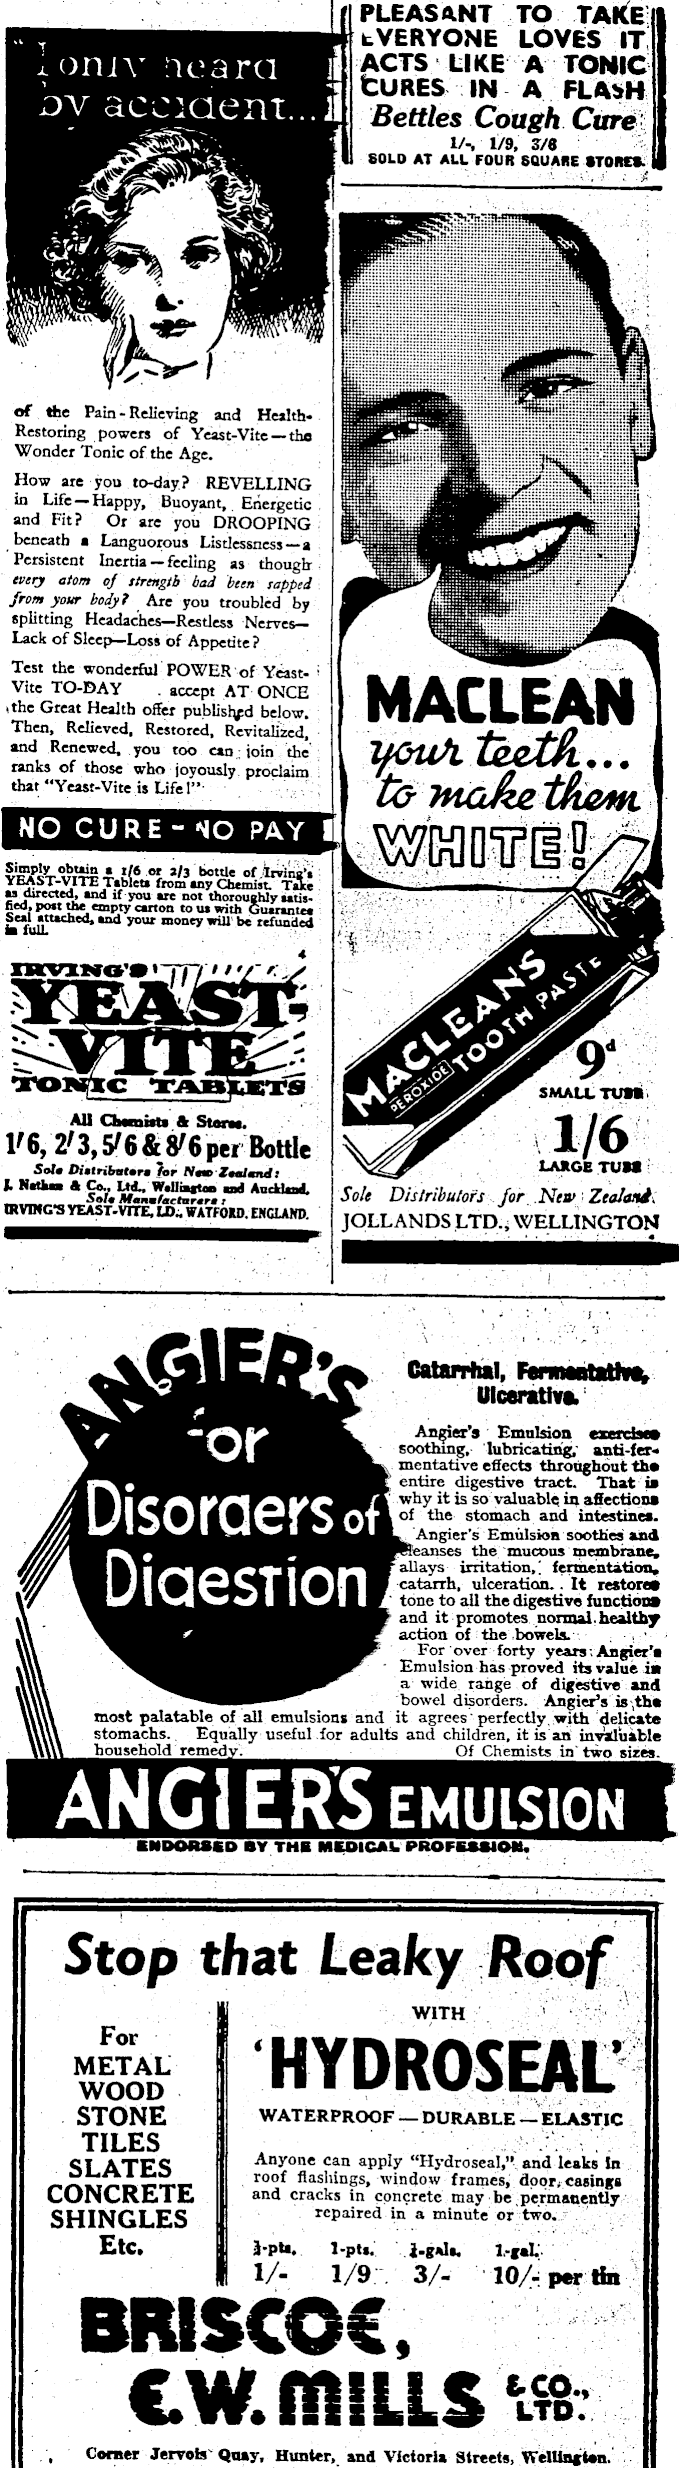 "I only heard
by accident...
of the Pain-Relieving and Health-
Restoring powers of Yeast-Vite—the
Wonder Tonic of the Age.
How are you to-day? REVELLING
in Life—Happy, Buoyant, Energetic
and Fit? Or are you DROOPING
beneath a Languorous Listlessness—a
Persistent Inertia—feeling as though
every atom of strength had been sapped
from your body? Are you troubled by
splitting Headaches—Restless Nerves—
Lack of Sleep—Loss of Appetite?
Test the wonderful POWER of Yeast-
Vite TO-DAY . accept AT ONCE
the Great Health offer published below.
Then, Relieved, Restored, Revitalized,
and Renewed, you too can join the
ranks of those who joyously proclaim
that "Yeast-Vite is Life!"
NO CURE-NO PAY
Simply obtain a 1/6 or 2/3 bottle of Irving's
YEAST-VITE Tablets from any Chemist. Take
as directed, and if you are not thoroughly satis-
fied, post the empty carton to us with Guarantee
Seal attached, and your money will be refunded
in full.
4
IRVING'S
YEAST-
VITE
TONIC TABLETS
All Chemists & Stores.
1/6, 2/3, 5/6 & 8/6 per Bottle
Sole Distributors for New Zealand:
J. Nathan & Co., Ltd., Wellington and Auckland.
Sole Manufacturers:
IRVING'S YEAST-VITE, LD., WATFORD, ENGLAND.
PLEASANT TO TAKE
EVERYONE LOVES IT
ACTS LIKE A TONIC
CURES IN A FLASH
Bettles Cough Cure
1/-, 1/9, 3/6
SOLD AT ALL FOUR SQUARE STORES.
MACLEAN
your teeth...
to make them
WHITE!
MACLEANS
PEROXIDE TOOTH PASTE
9d
SMALL TUBE
1/6
LARGE TUBE
Sole Distributors for New Zealand.
JOLLANDS LTD., WELLINGTON
4
ANGIER'S
for
Disorders of
Digestion
Catarrhal, Fermentative,
Ulcerative.
Angier's Emulsion exercises
soothing, lubricating, anti-fer-
mentative effects throughout the
entire digestive tract. That is
why it is so valuable in affections
of the stomach and intestines.
Angier's Emulsion soothes and
cleanses the mucous membrane,
allays irritation, fermentation,
catarrh, ulceration. It restores
tone to all the digestive functions
and it promotes normal healthy
action of the bowels.
For over forty years Angier's
Emulsion has proved its value in
a wide range of digestive and
bowel disorders. Angier's is the
most palatable of all emulsions and it agrees perfectly with delicate
stomachs. Equally useful for adults and children, it is an invaluable
household remedy. Of Chemists in two sizes.
ANGIER'S EMULSION
ENDORSED BY THE MEDICAL PROFESSION.
Stop that Leaky Roof
For
METAL
WOOD
STONE
TILES
SLATES
CONCRETE
SHINGLES
Etc.
WITH
'HYDROSEAL'
WATERPROOF—DURABLE—ELASTIC
Anyone can apply "Hydroseal," and leaks in
roof flashings, window frames, door casings
and cracks in concrete may be permanently
repaired in a minute or two.
½-pts. 1-pts. ¼-gals. 1-gal.
1/- 1/9 3/- 10/- per tin
BRISCOE,
E.W. MILLS & CO., LTD.
Corner Jervois Quay, Hunter, and Victoria Streets, Wellington.